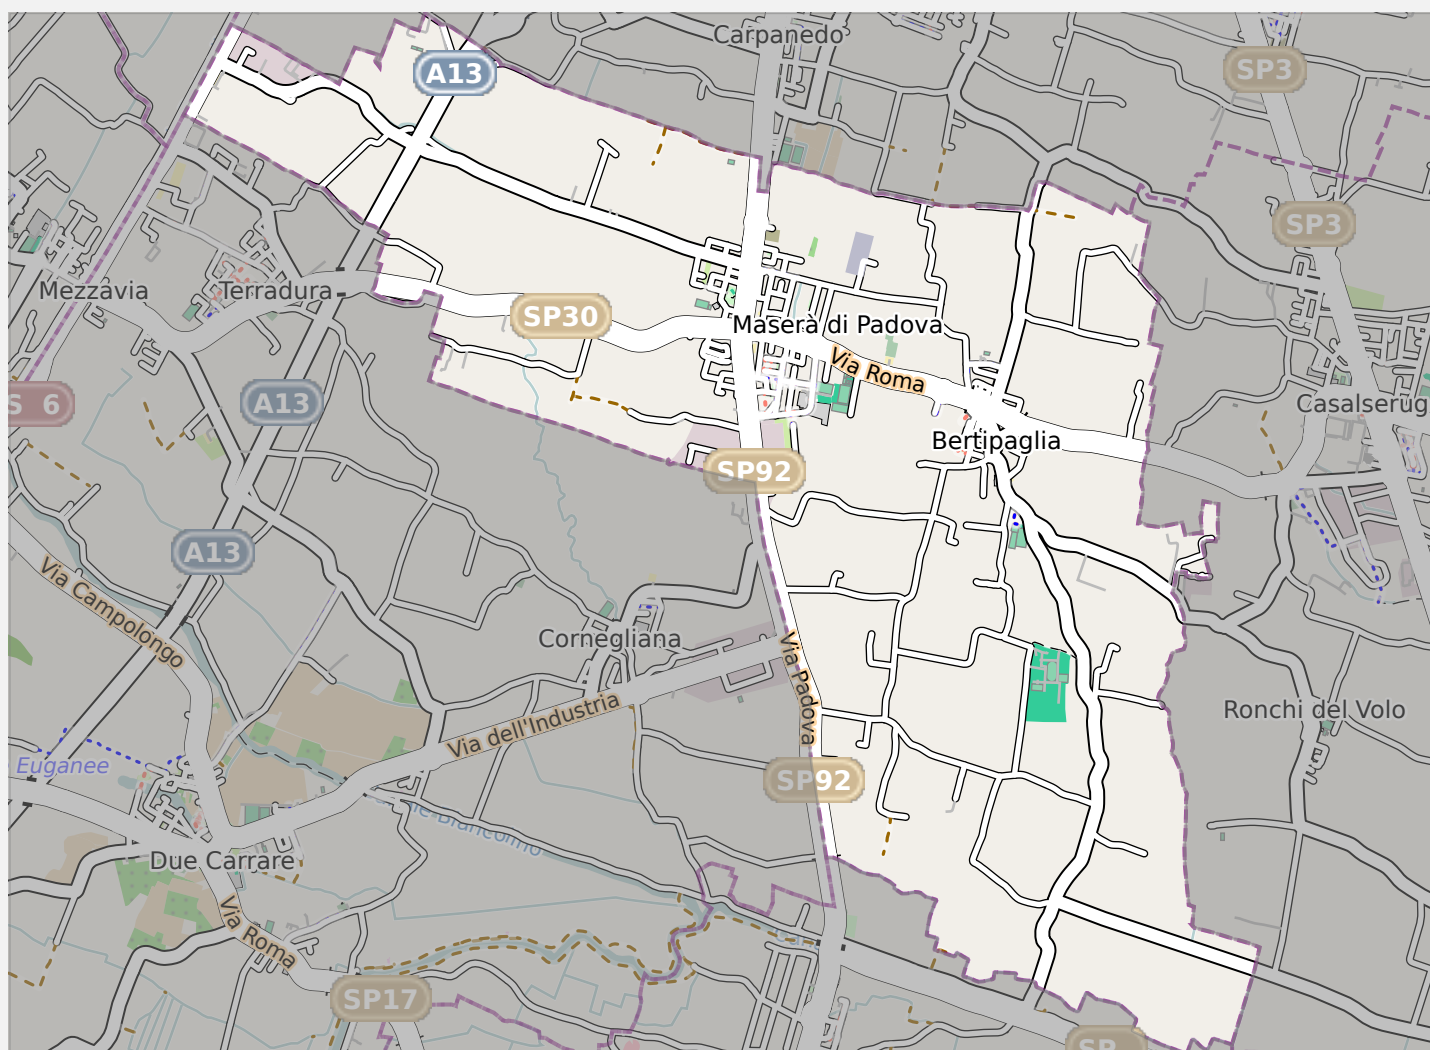 Carpanedo
A13
SP3
SP3
Mezzavia
Terradura
SP30
Maserà di Padova
Via Roma
S 6
A13
Casalserug
Bertipaglia
SP92
A13
Via Campolongo
Cornegliana
Via Padova
Via dell'Industria
Ronchi del Volo
Euganee
SP92
Due Carrare
Via Roma
SP17
SP